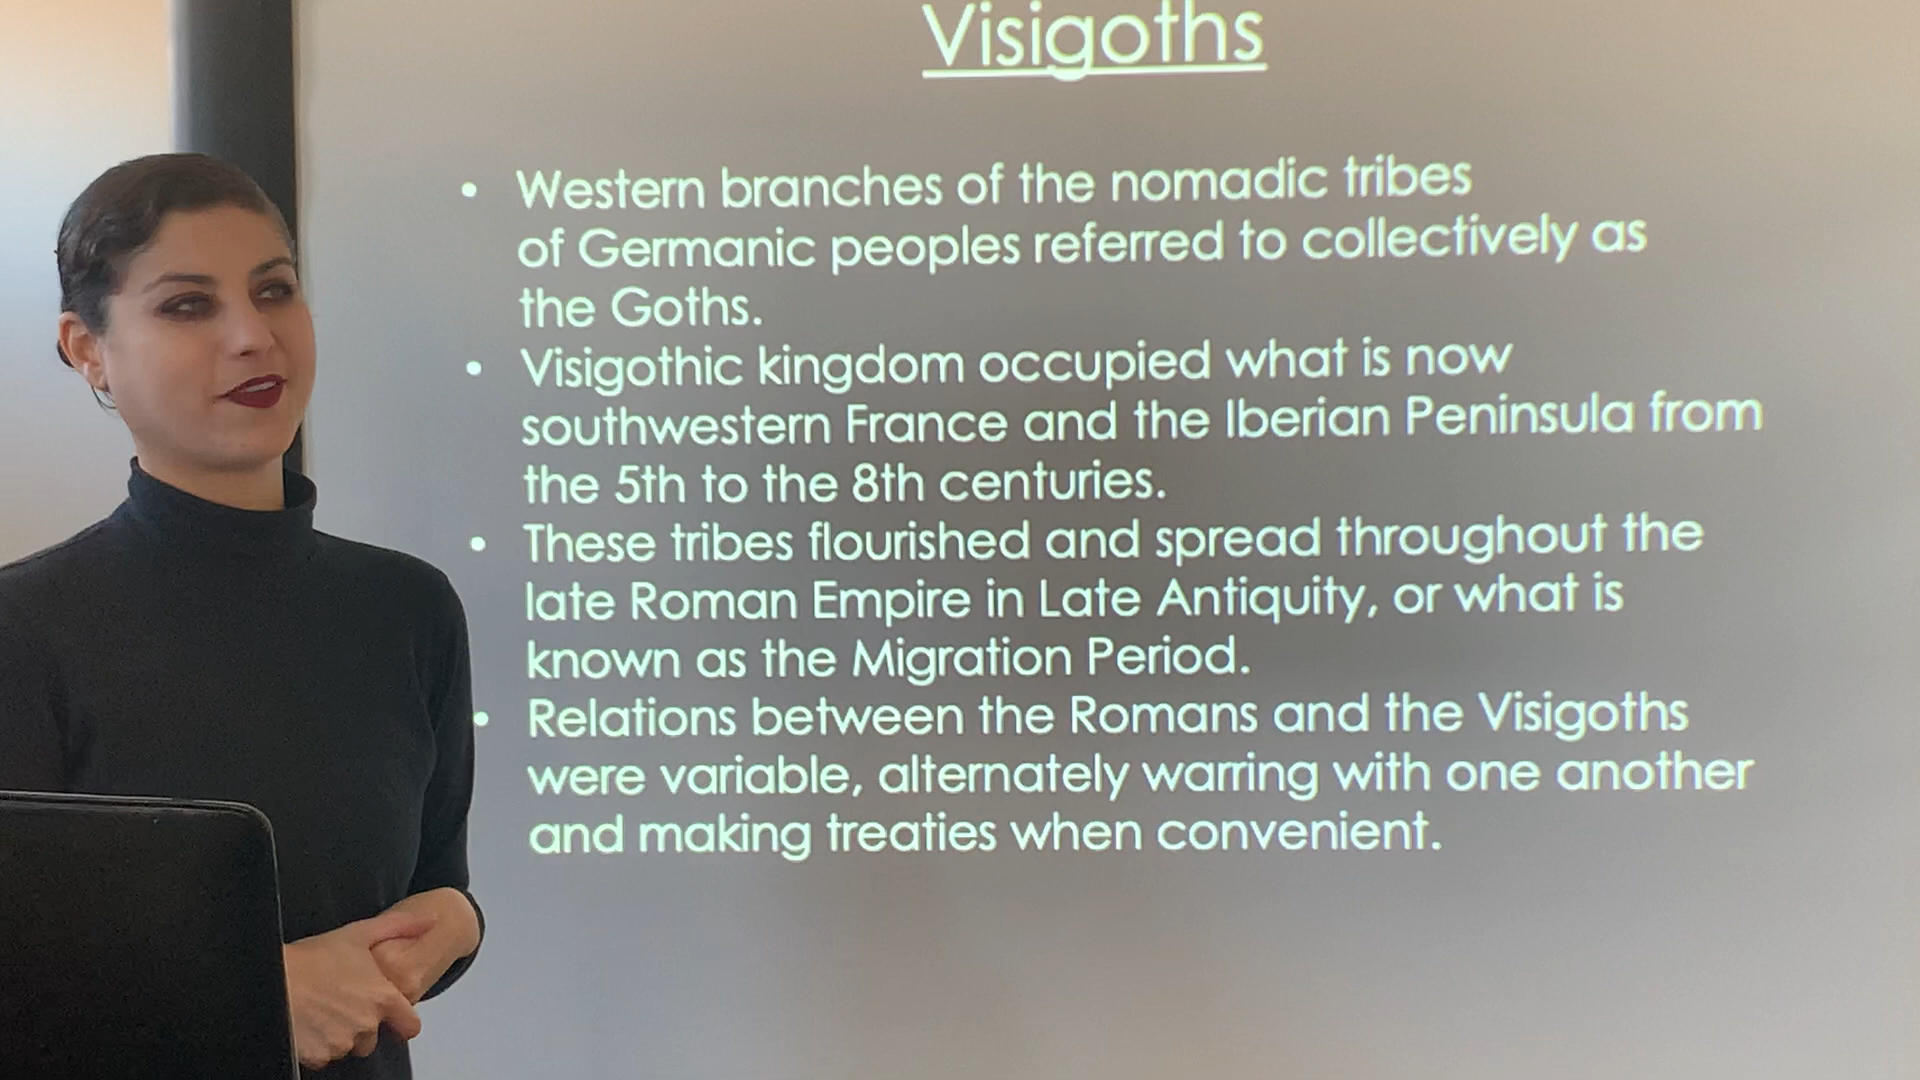 Visigoths
• Western branches of the nomadic tribes
of Germanic peoples referred to collectively as
the Goths.
• Visigothic kingdom occupied what is now
southwestern France and the Iberian Peninsula from
the 5th to the 8th centuries.
• These tribes flourished and spread throughout the
late Roman Empire in Late Antiquity, or what is
known as the Migration Period.
• Relations between the Romans and the Visigoths
were variable, alternately warring with one another
and making treaties when convenient.